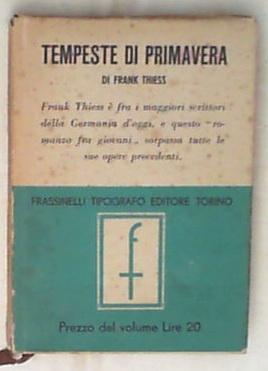 TEMPESTE DI PRIMAVERA
DI FRANK THIESS
Frank Thiess è fra i maggiori scrittori
della Germania d'oggi, e questo "ro-
manzo fra giovani„ sorpassa tutte le
sue opere precedenti.
FRASSINELLI TIPOGRAFO EDITORE TORINO
f
Prezzo del volume Lire 20